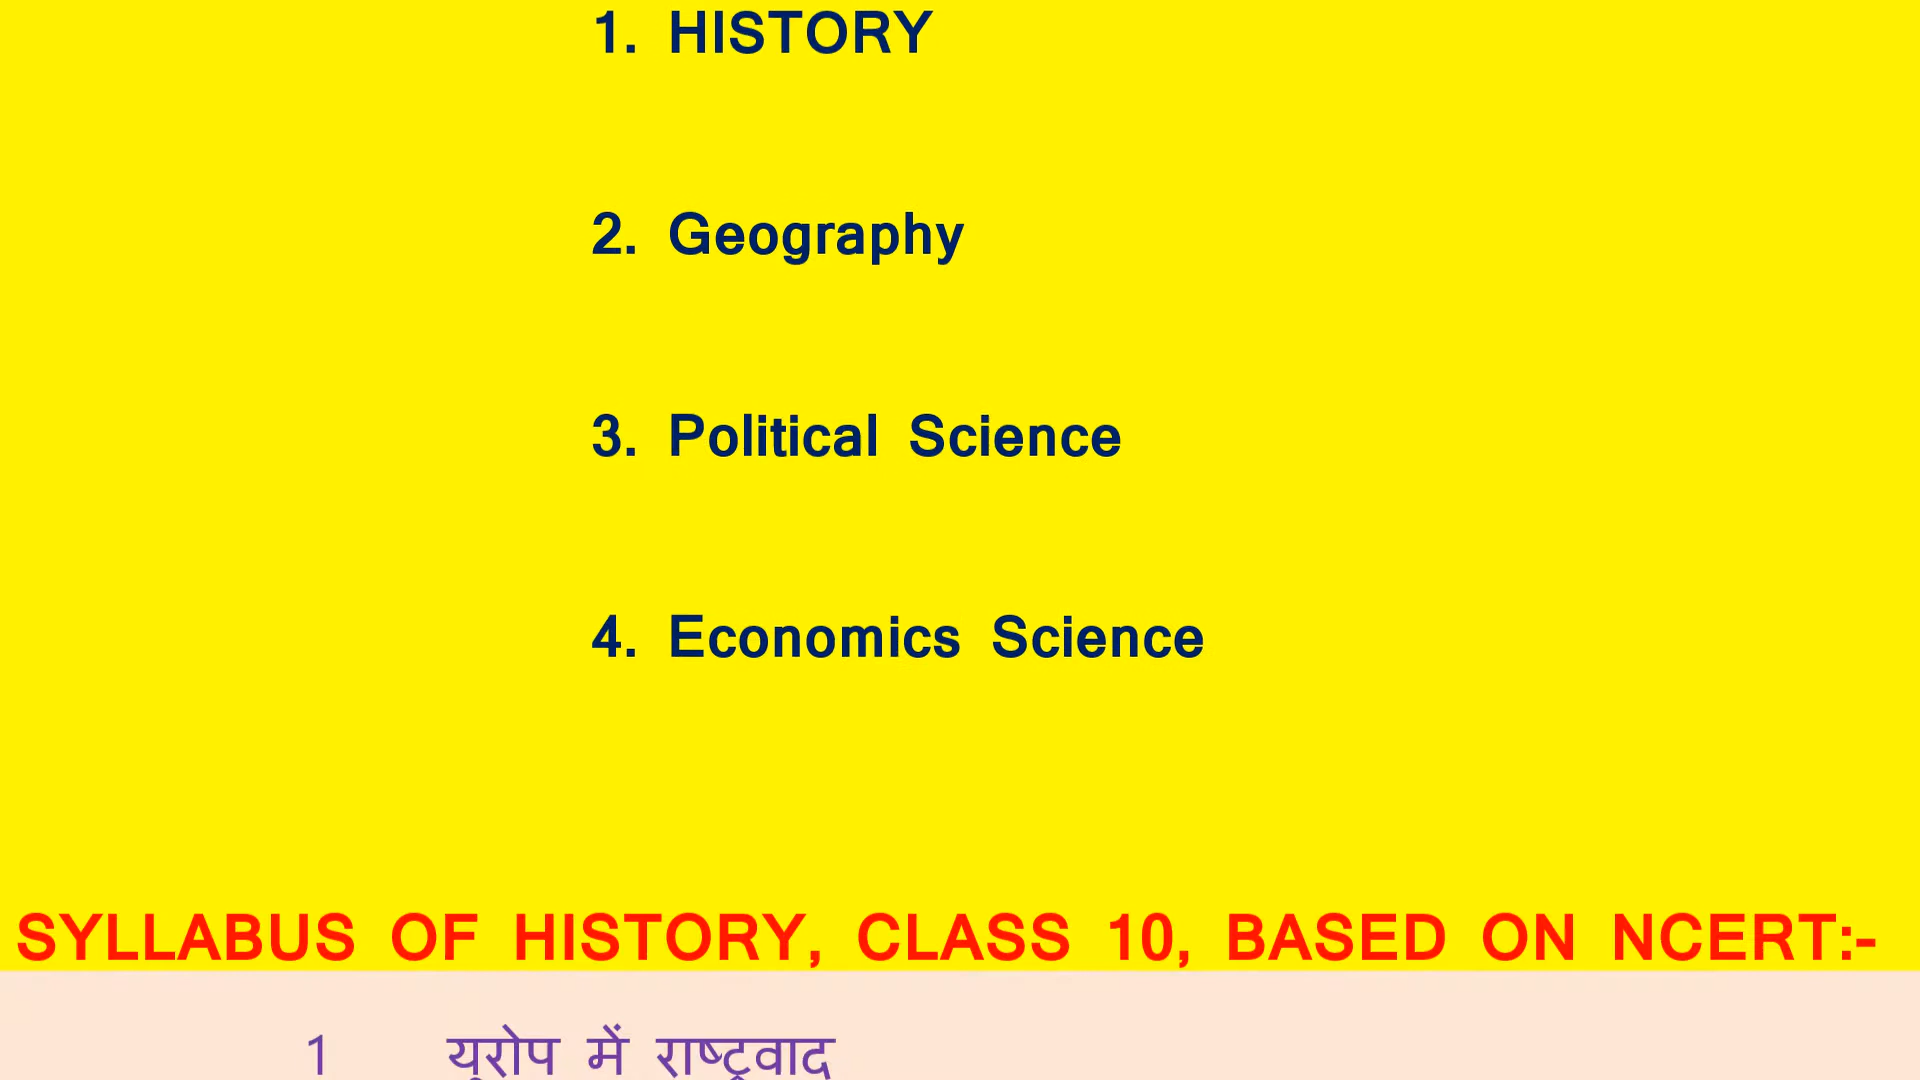 1. HISTORY
2. Geography
3. Political Science
4. Economics Science
SYLLABUS OF HISTORY, CLASS 10, BASED ON NCERT:-
1 यूरोप में राष्ट्रवाद